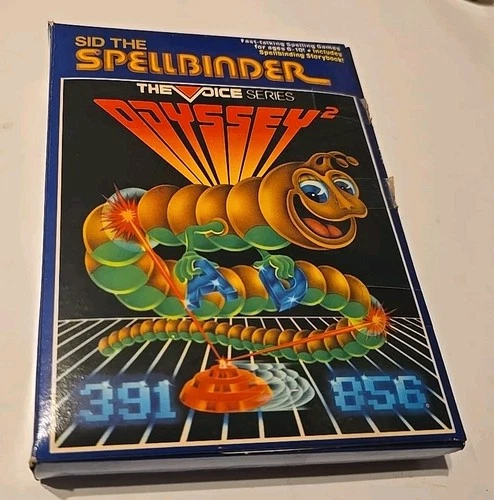 SID THE
SPELLBINDER
Fast-talking Spelling Games
for ages 6-10! • Includes
Spellbinding Storybook!
THE VOICE SERIES
ODYSSEY²
A D
391 856